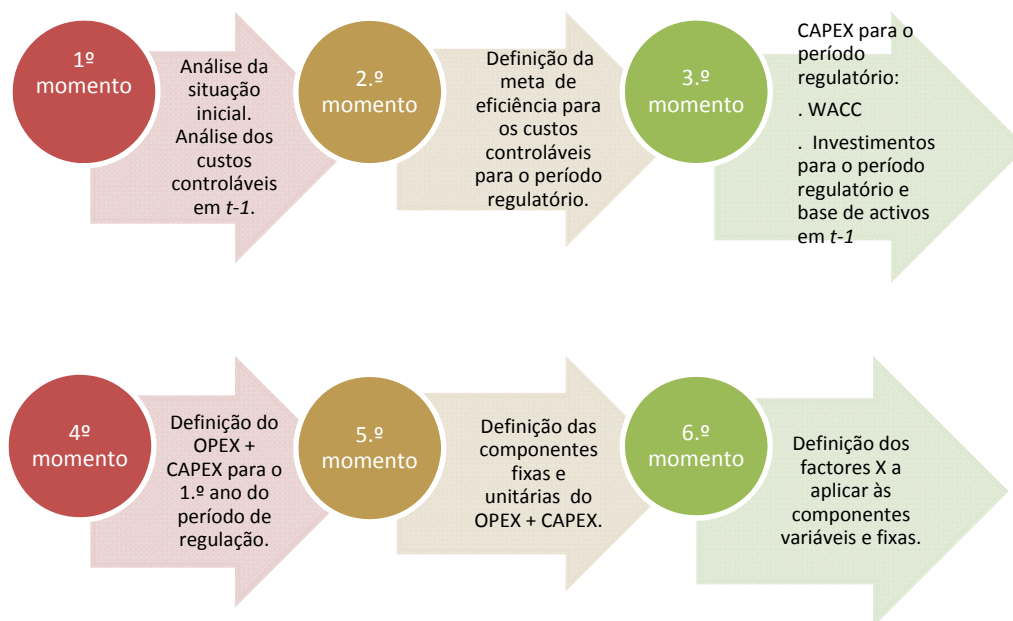 1º
momento
Análise da
situação
inicial.
Análise dos
custos
controláveis
em t-1.
2.º
momento
Definição da
meta de
eficiência para
os custos
controláveis
para o período
regulatório.
3.º
momento
CAPEX para o
período
regulatório:
. WACC
. Investimentos
para o período
regulatório e
base de activos
em t-1
4º
momento
Definição do
OPEX +
CAPEX para o
1.º ano do
período de
regulação.
5.º
momento
Definição das
componentes
fixas e
unitárias do
OPEX + CAPEX.
6.º
momento
Definição dos
factores X a
aplicar às
componentes
variáveis e fixas.